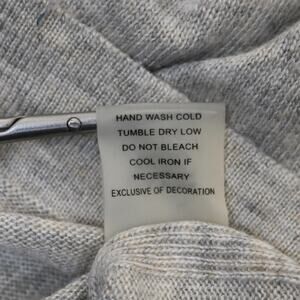 HAND WASH COLD
TUMBLE DRY LOW
DO NOT BLEACH
COOL IRON IF
NECESSARY
EXCLUSIVE OF DECORATION